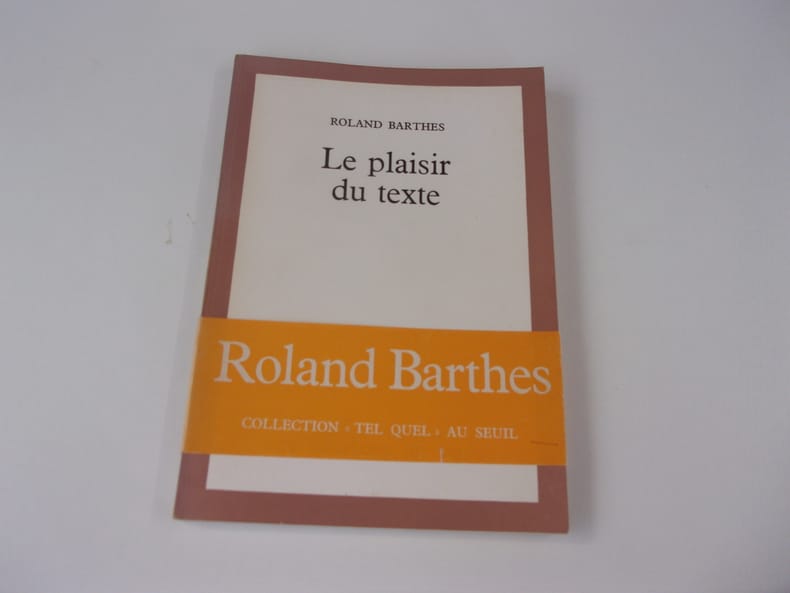 ROLAND BARTHES
Le plaisir
du texte
Roland Barthes
COLLECTION « TEL QUEL » AU SEUIL